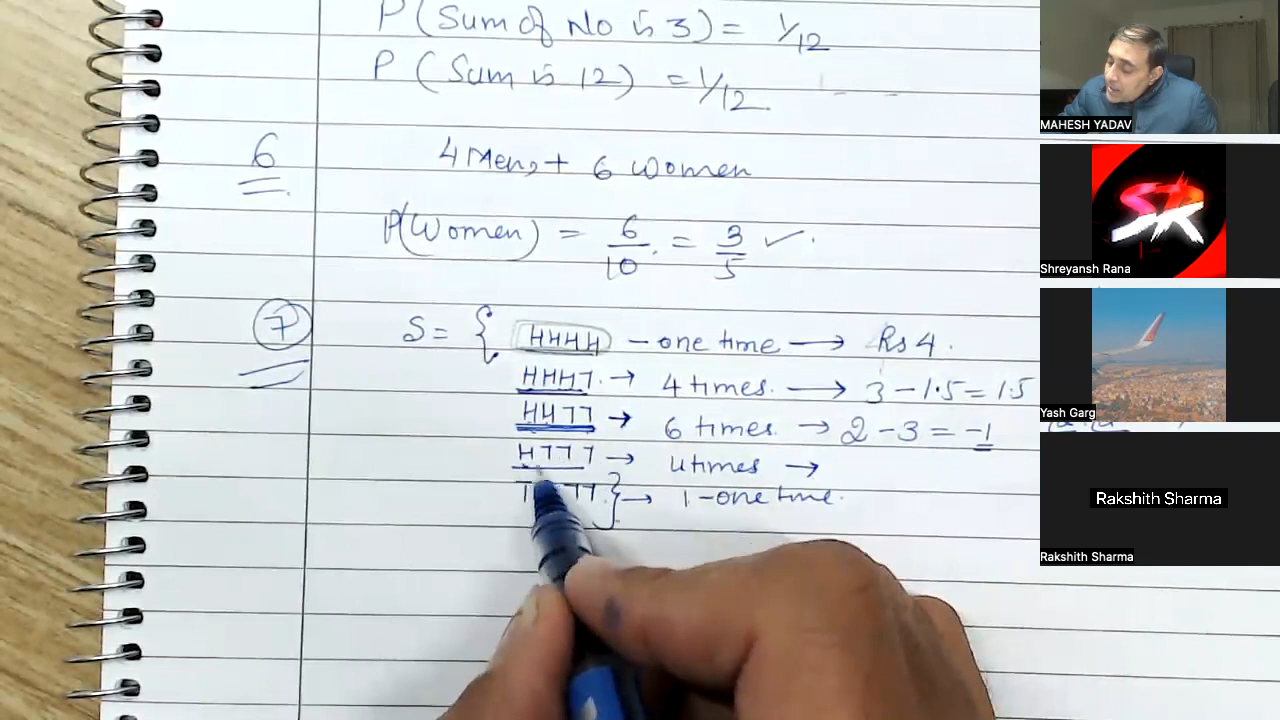 P (Sum of No is 3) = 1/12
P (Sum is 12) = 1/12
6 4 Men, + 6 Women
P(Women) = 6/10 = 3/5 ✓
7 S = { HHHH - one time → Rs 4.
HHHT. → 4 times. → 3 - 1.5 = 1.5
HHTT → 6 times. → 2 - 3 = -1
HTTT → 4 times →
TT } → 1 - one time.
MAHESH YADAV
SR
Shreyansh Rana
Yash Garg
Rakshith Sharma
Rakshith Sharma